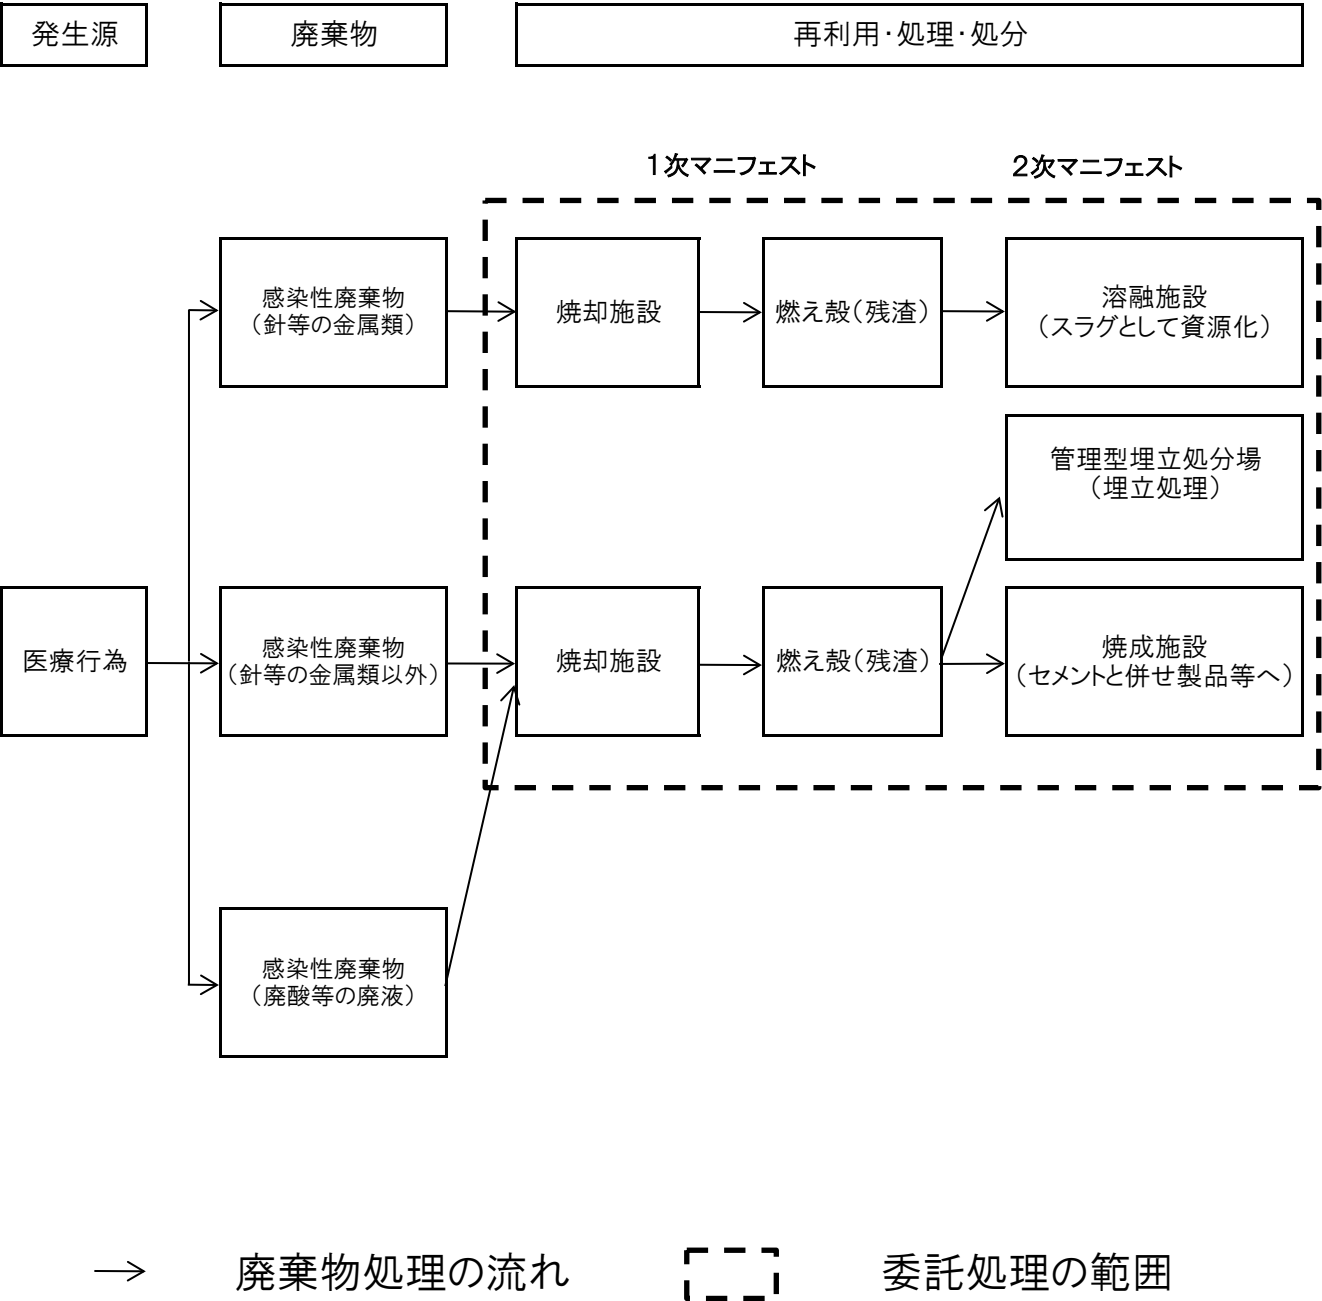 発生源
廃棄物
再利用・処理・処分
1次マニフェスト
2次マニフェスト
感染性廃棄物
（針等の金属類）
焼却施設
燃え殻（残渣）
溶融施設
（スラグとして資源化）
管理型埋立処分場
（埋立処理）
医療行為
感染性廃棄物
（針等の金属類以外）
焼却施設
燃え殻（残渣）
焼成施設
（セメントと併せ製品等へ）
感染性廃棄物
（廃酸等の廃液）
廃棄物処理の流れ
委託処理の範囲